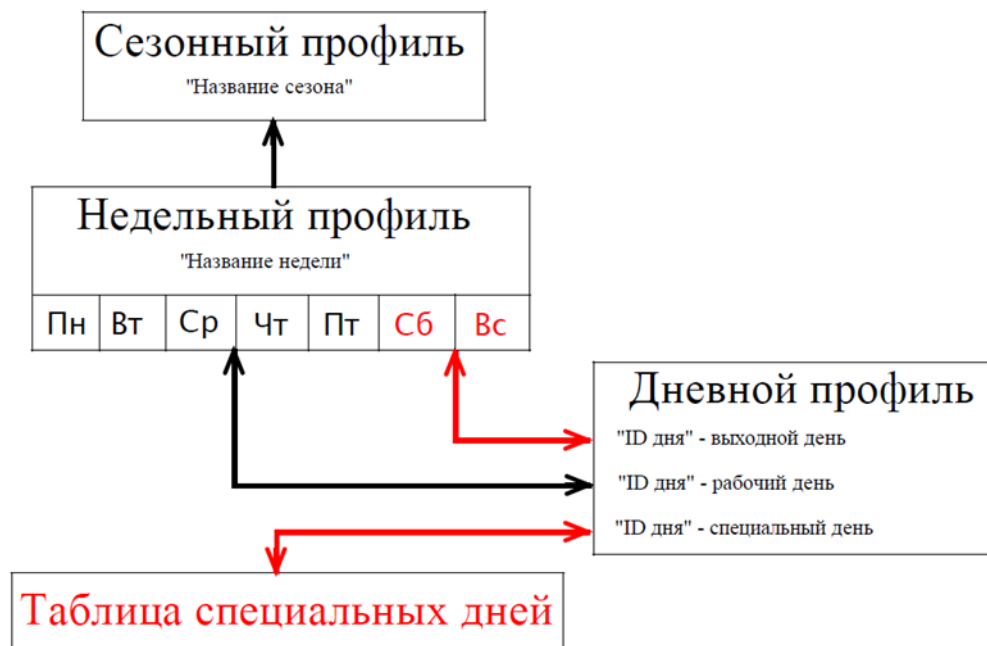 Сезонный профиль
"Название сезона"
Недельный профиль
"Название недели"
Пн Вт Ср Чт Пт Сб Вс
Дневной профиль
"ID дня" - выходной день
"ID дня" - рабочий день
"ID дня" - специальный день
Таблица специальных дней